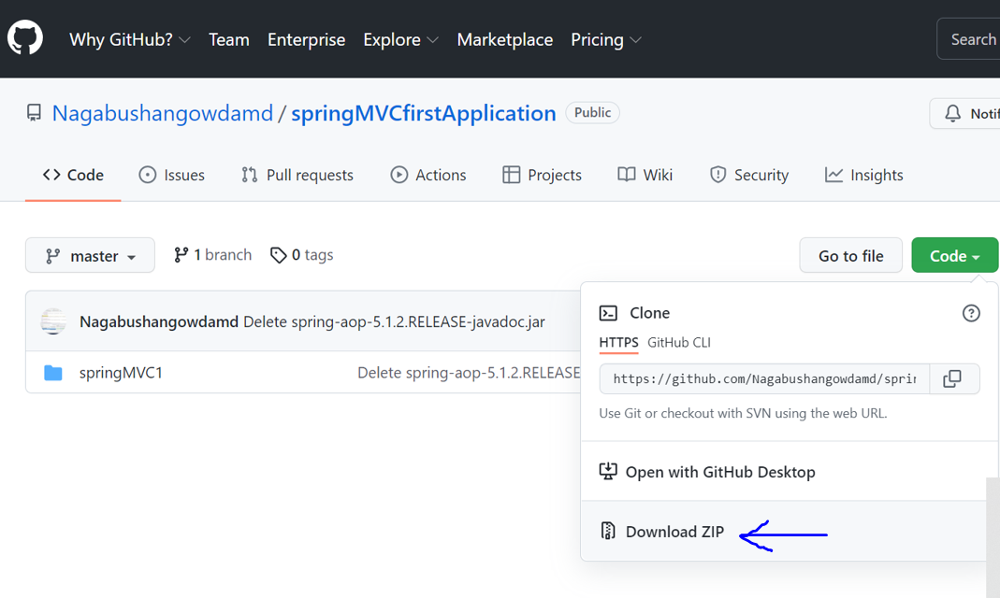 Why GitHub? Team Enterprise Explore Marketplace Pricing Search
Nagabushangowdamd / springMVCfirstApplication Public Notif
Code Issues Pull requests Actions Projects Wiki Security Insights
master 1 branch 0 tags Go to file Code
Nagabushangowdamd Delete spring-aop-5.1.2.RELEASE-javadoc.jar
springMVC1 Delete spring-aop-5.1.2.RELEASE
Clone
HTTPS GitHub CLI
https://github.com/Nagabushangowdamd/sprin
Use Git or checkout with SVN using the web URL.
Open with GitHub Desktop
Download ZIP